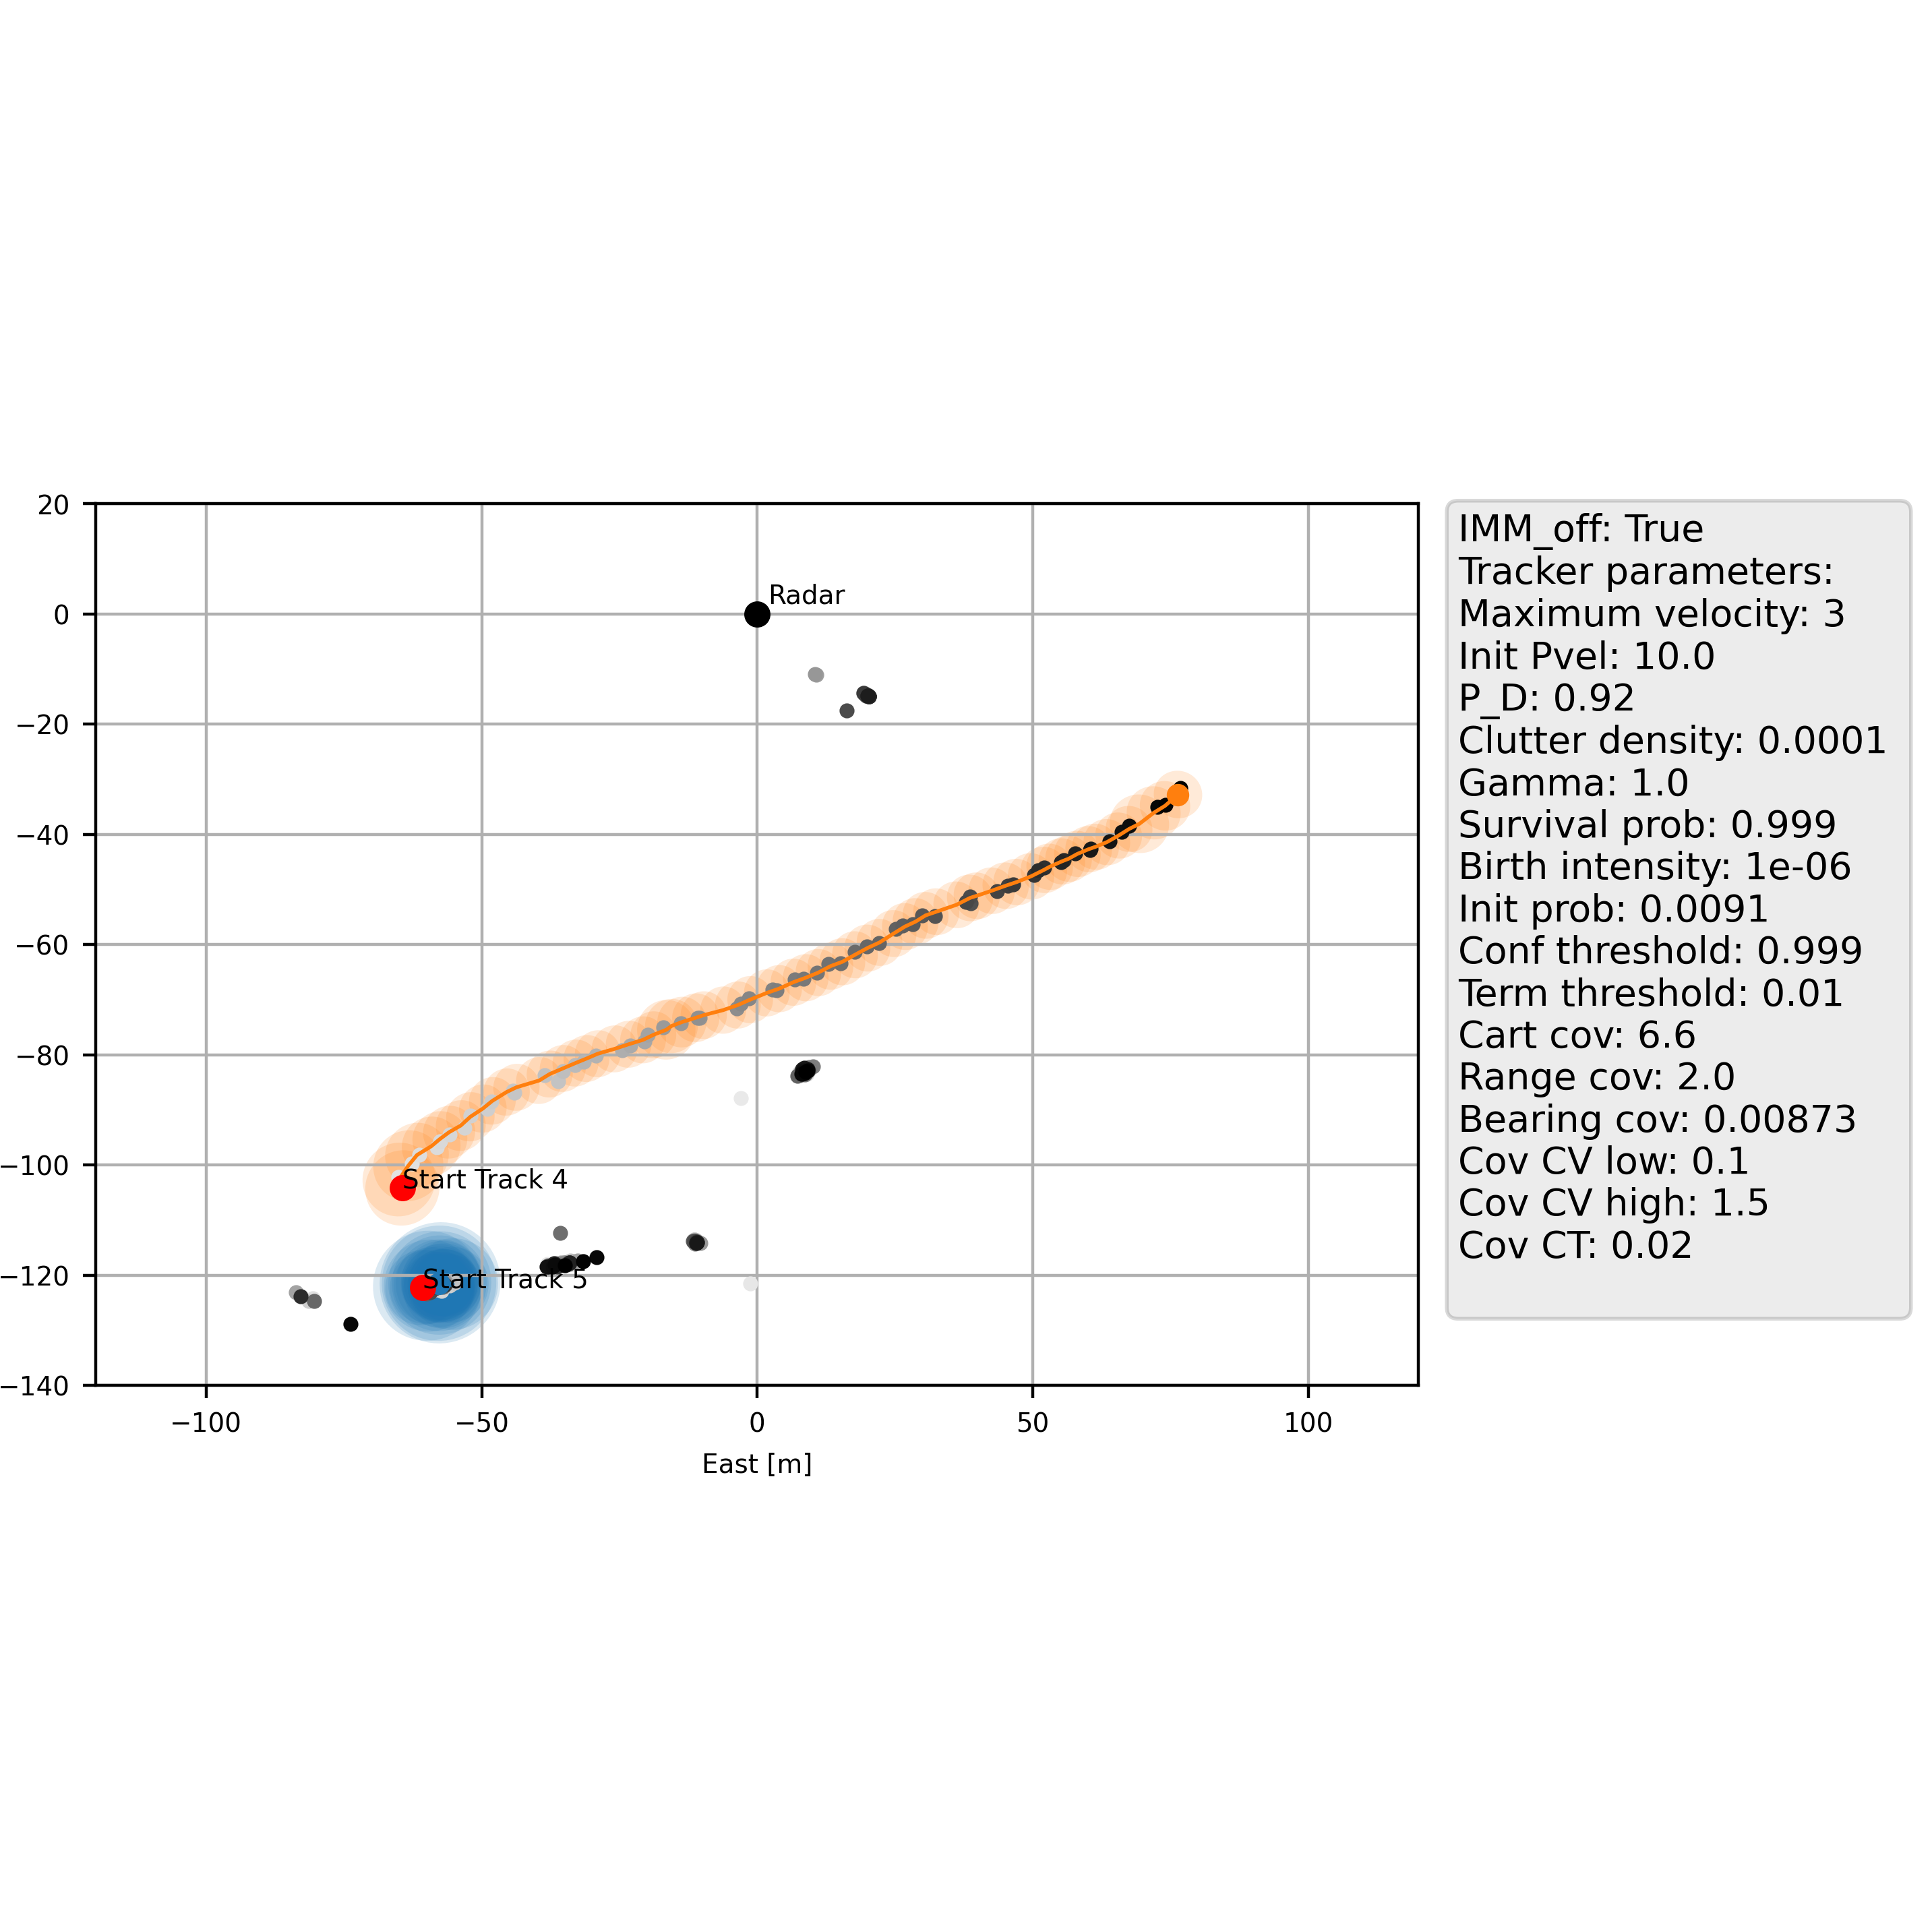 20
0
−20
−40
−60
−80
−100
−120
−140
−100
−50
0
50
100
East [m]
Radar
Start Track 4
Start Track 5
IMM_off: True
Tracker parameters:
Maximum velocity: 3
Init Pvel: 10.0
P_D: 0.92
Clutter density: 0.0001
Gamma: 1.0
Survival prob: 0.999
Birth intensity: 1e-06
Init prob: 0.0091
Conf threshold: 0.999
Term threshold: 0.01
Cart cov: 6.6
Range cov: 2.0
Bearing cov: 0.00873
Cov CV low: 0.1
Cov CV high: 1.5
Cov CT: 0.02